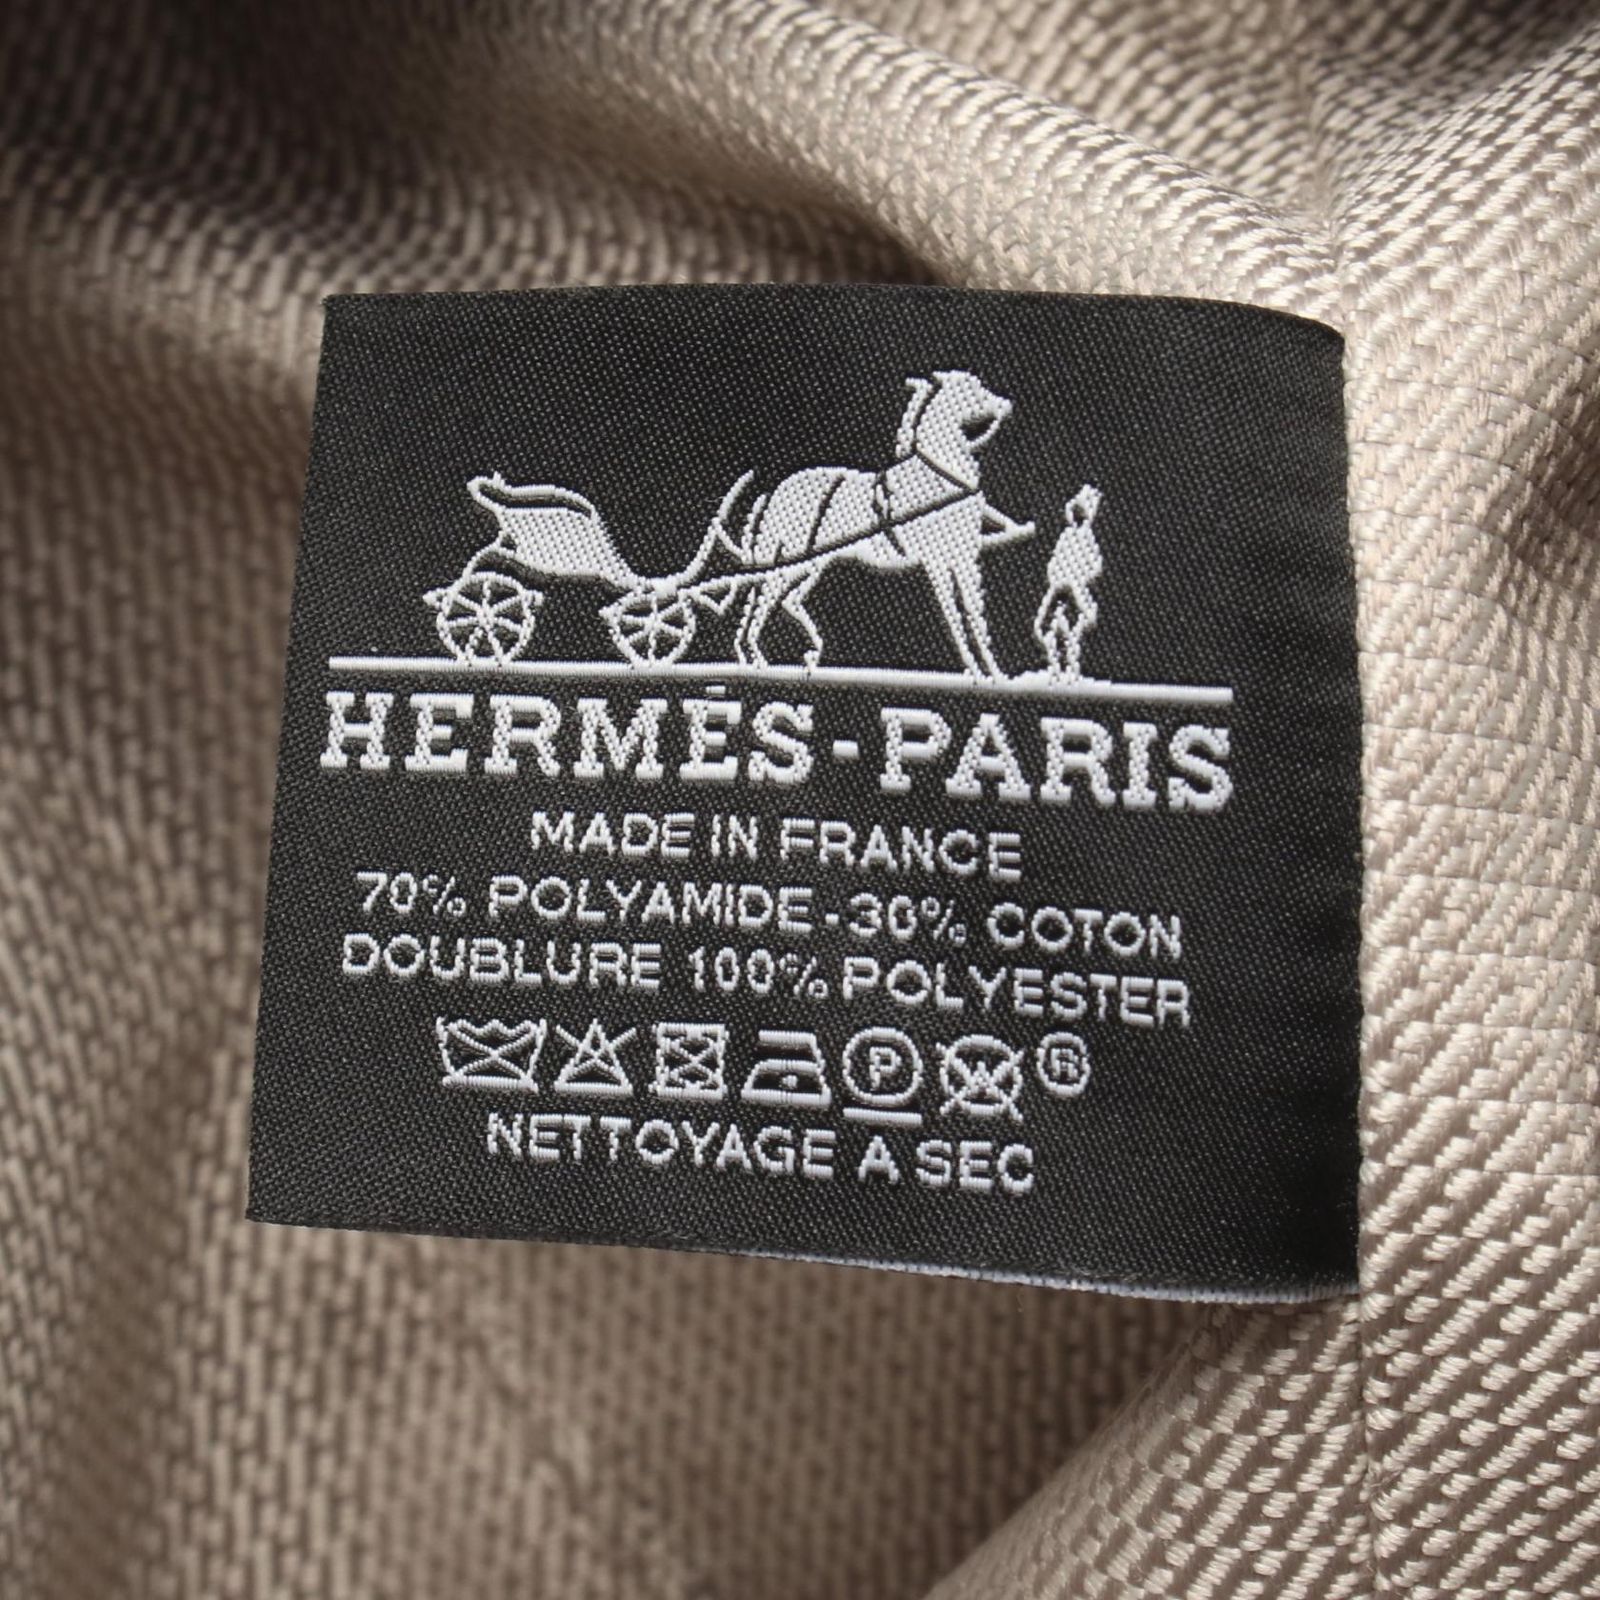 HERMÈS-PARIS
MADE IN FRANCE
70% POLYAMIDE-30% COTON
DOUBLURE 100% POLYESTER
P W ®
NETTOYAGE A SEC